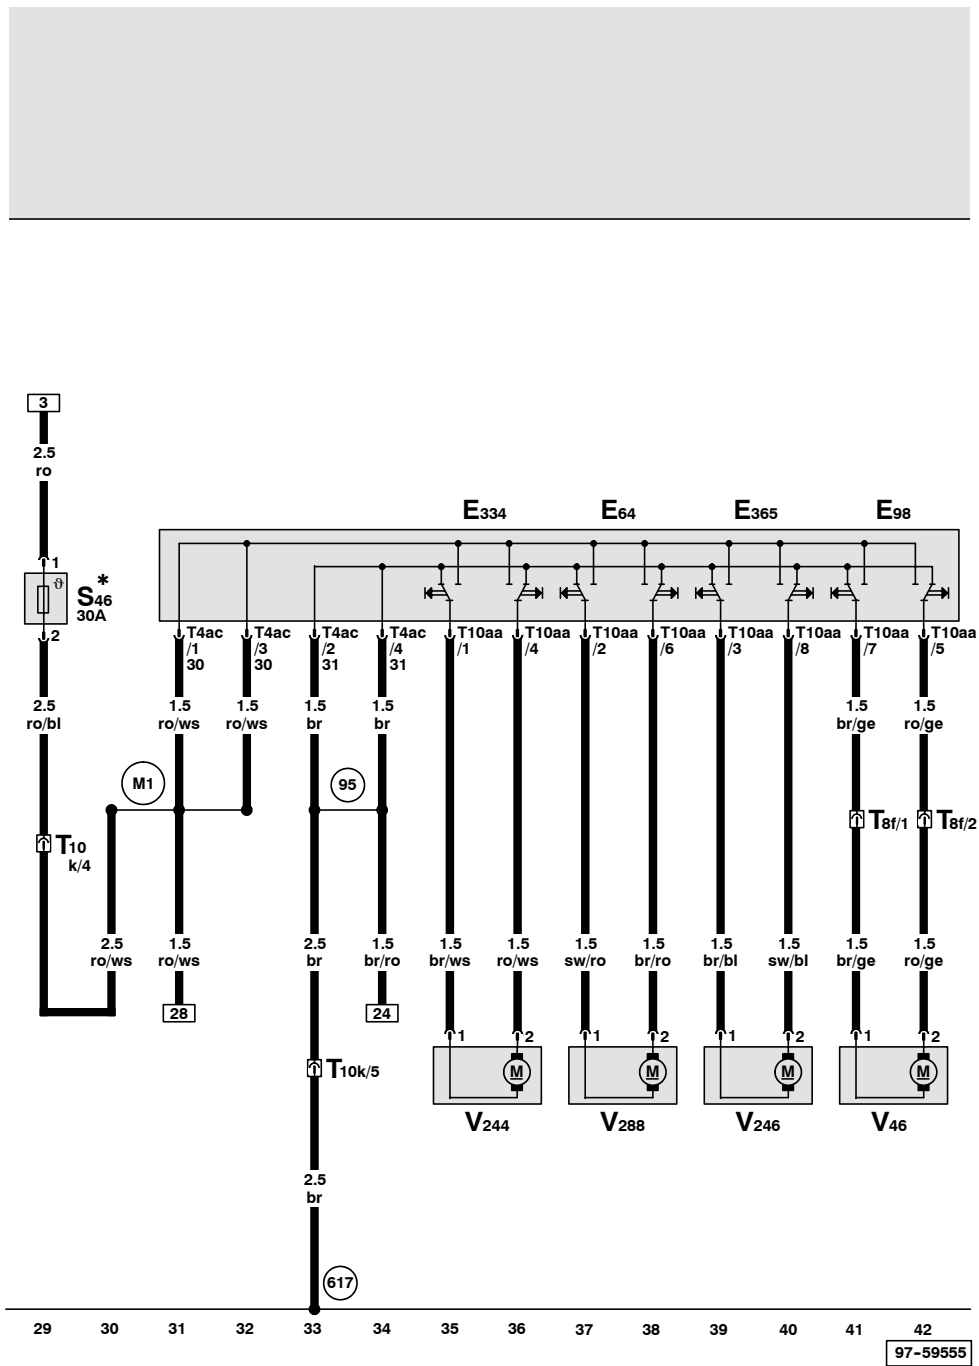 3
2.5
ro
E334 E64 E365 E98
1
ϑ
*
S46
30A
2
T4ac T4ac T4ac T4ac T10aa T10aa T10aa T10aa T10aa T10aa T10aa T10aa
/1 /3 /2 /4 /1 /4 /2 /6 /3 /8 /7 /5
30 30 31 31
2.5 1.5 1.5 1.5 1.5 1.5 1.5
ro/bl ro/ws ro/ws br br br/ge ro/ge
M1 95
T10 T8f/1 T8f/2
k/4
2.5 1.5 2.5 1.5 1.5 1.5 1.5 1.5 1.5 1.5 1.5 1.5
ro/ws ro/ws br br/ro br/ws ro/ws sw/ro br/ro br/bl sw/bl br/ge ro/ge
28 24
1 2 1 2 1 2 1 2
T10k/5 M M M M
V244 V288 V246 V46
2.5
br
617
29 30 31 32 33 34 35 36 37 38 39 40 41 42
97-59555